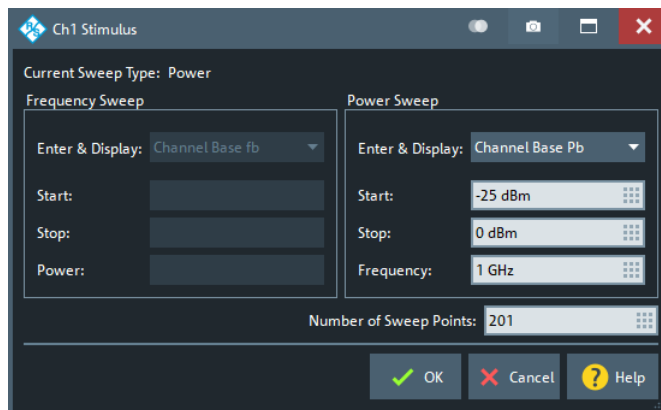 R&S Ch1 Stimulus
Current Sweep Type: Power
Frequency Sweep
Enter & Display: Channel Base fb
Start:
Stop:
Power:
Power Sweep
Enter & Display: Channel Base Pb
Start: -25 dBm
Stop: 0 dBm
Frequency: 1 GHz
Number of Sweep Points: 201
OK Cancel ? Help